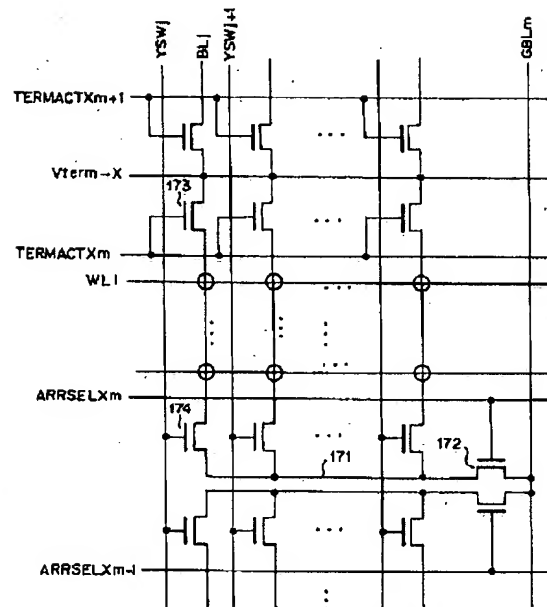 YSWj
BLj
YSWj+1
GBLm
TERMACTXm+1
Vterm-X
173
TERMACTXm
WLi
ARRSELXm
174
171
172
ARRSELXm-1